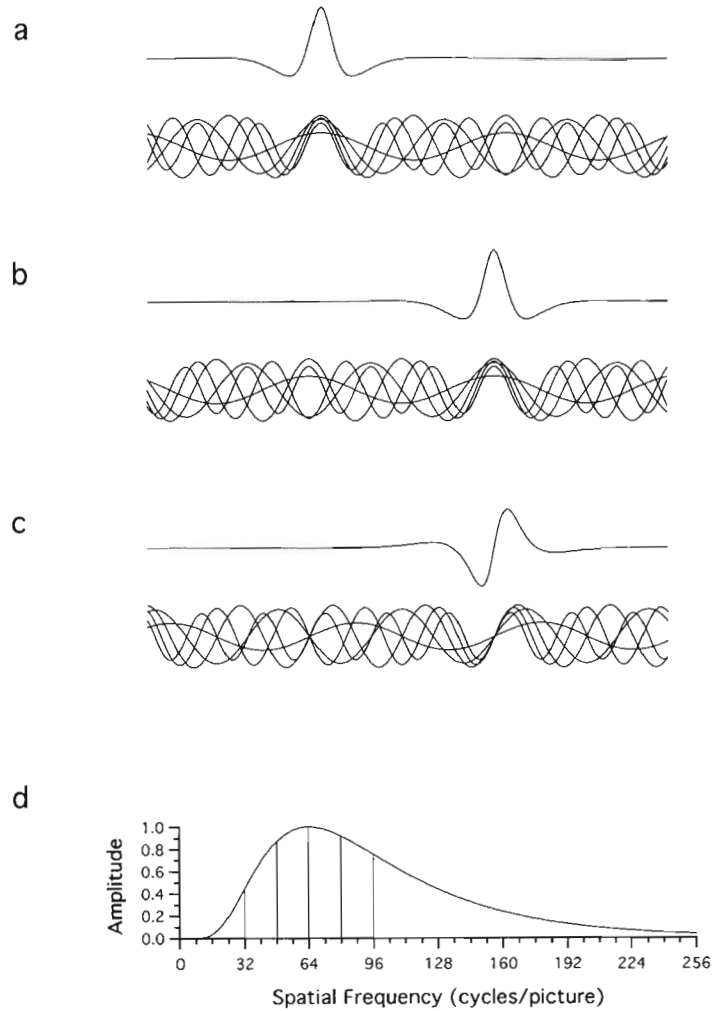 a
b
c
d
1.0
0.8
0.6
0.4
0.2
0.0
Amplitude
0 32 64 96 128 160 192 224 256
Spatial Frequency (cycles/picture)